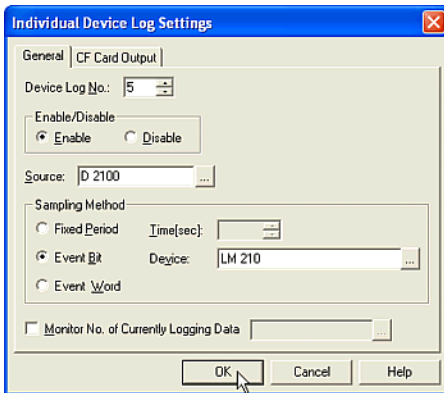 Individual Device Log Settings
General CF Card Output
Device Log No.: 5
Enable/Disable
Enable Disable
Source: D 2100 ...
Sampling Method
Fixed Period Time[sec]:
Event Bit Device: LM 210 ...
Event Word
Monitor No. of Currently Logging Data ...
OK Cancel Help